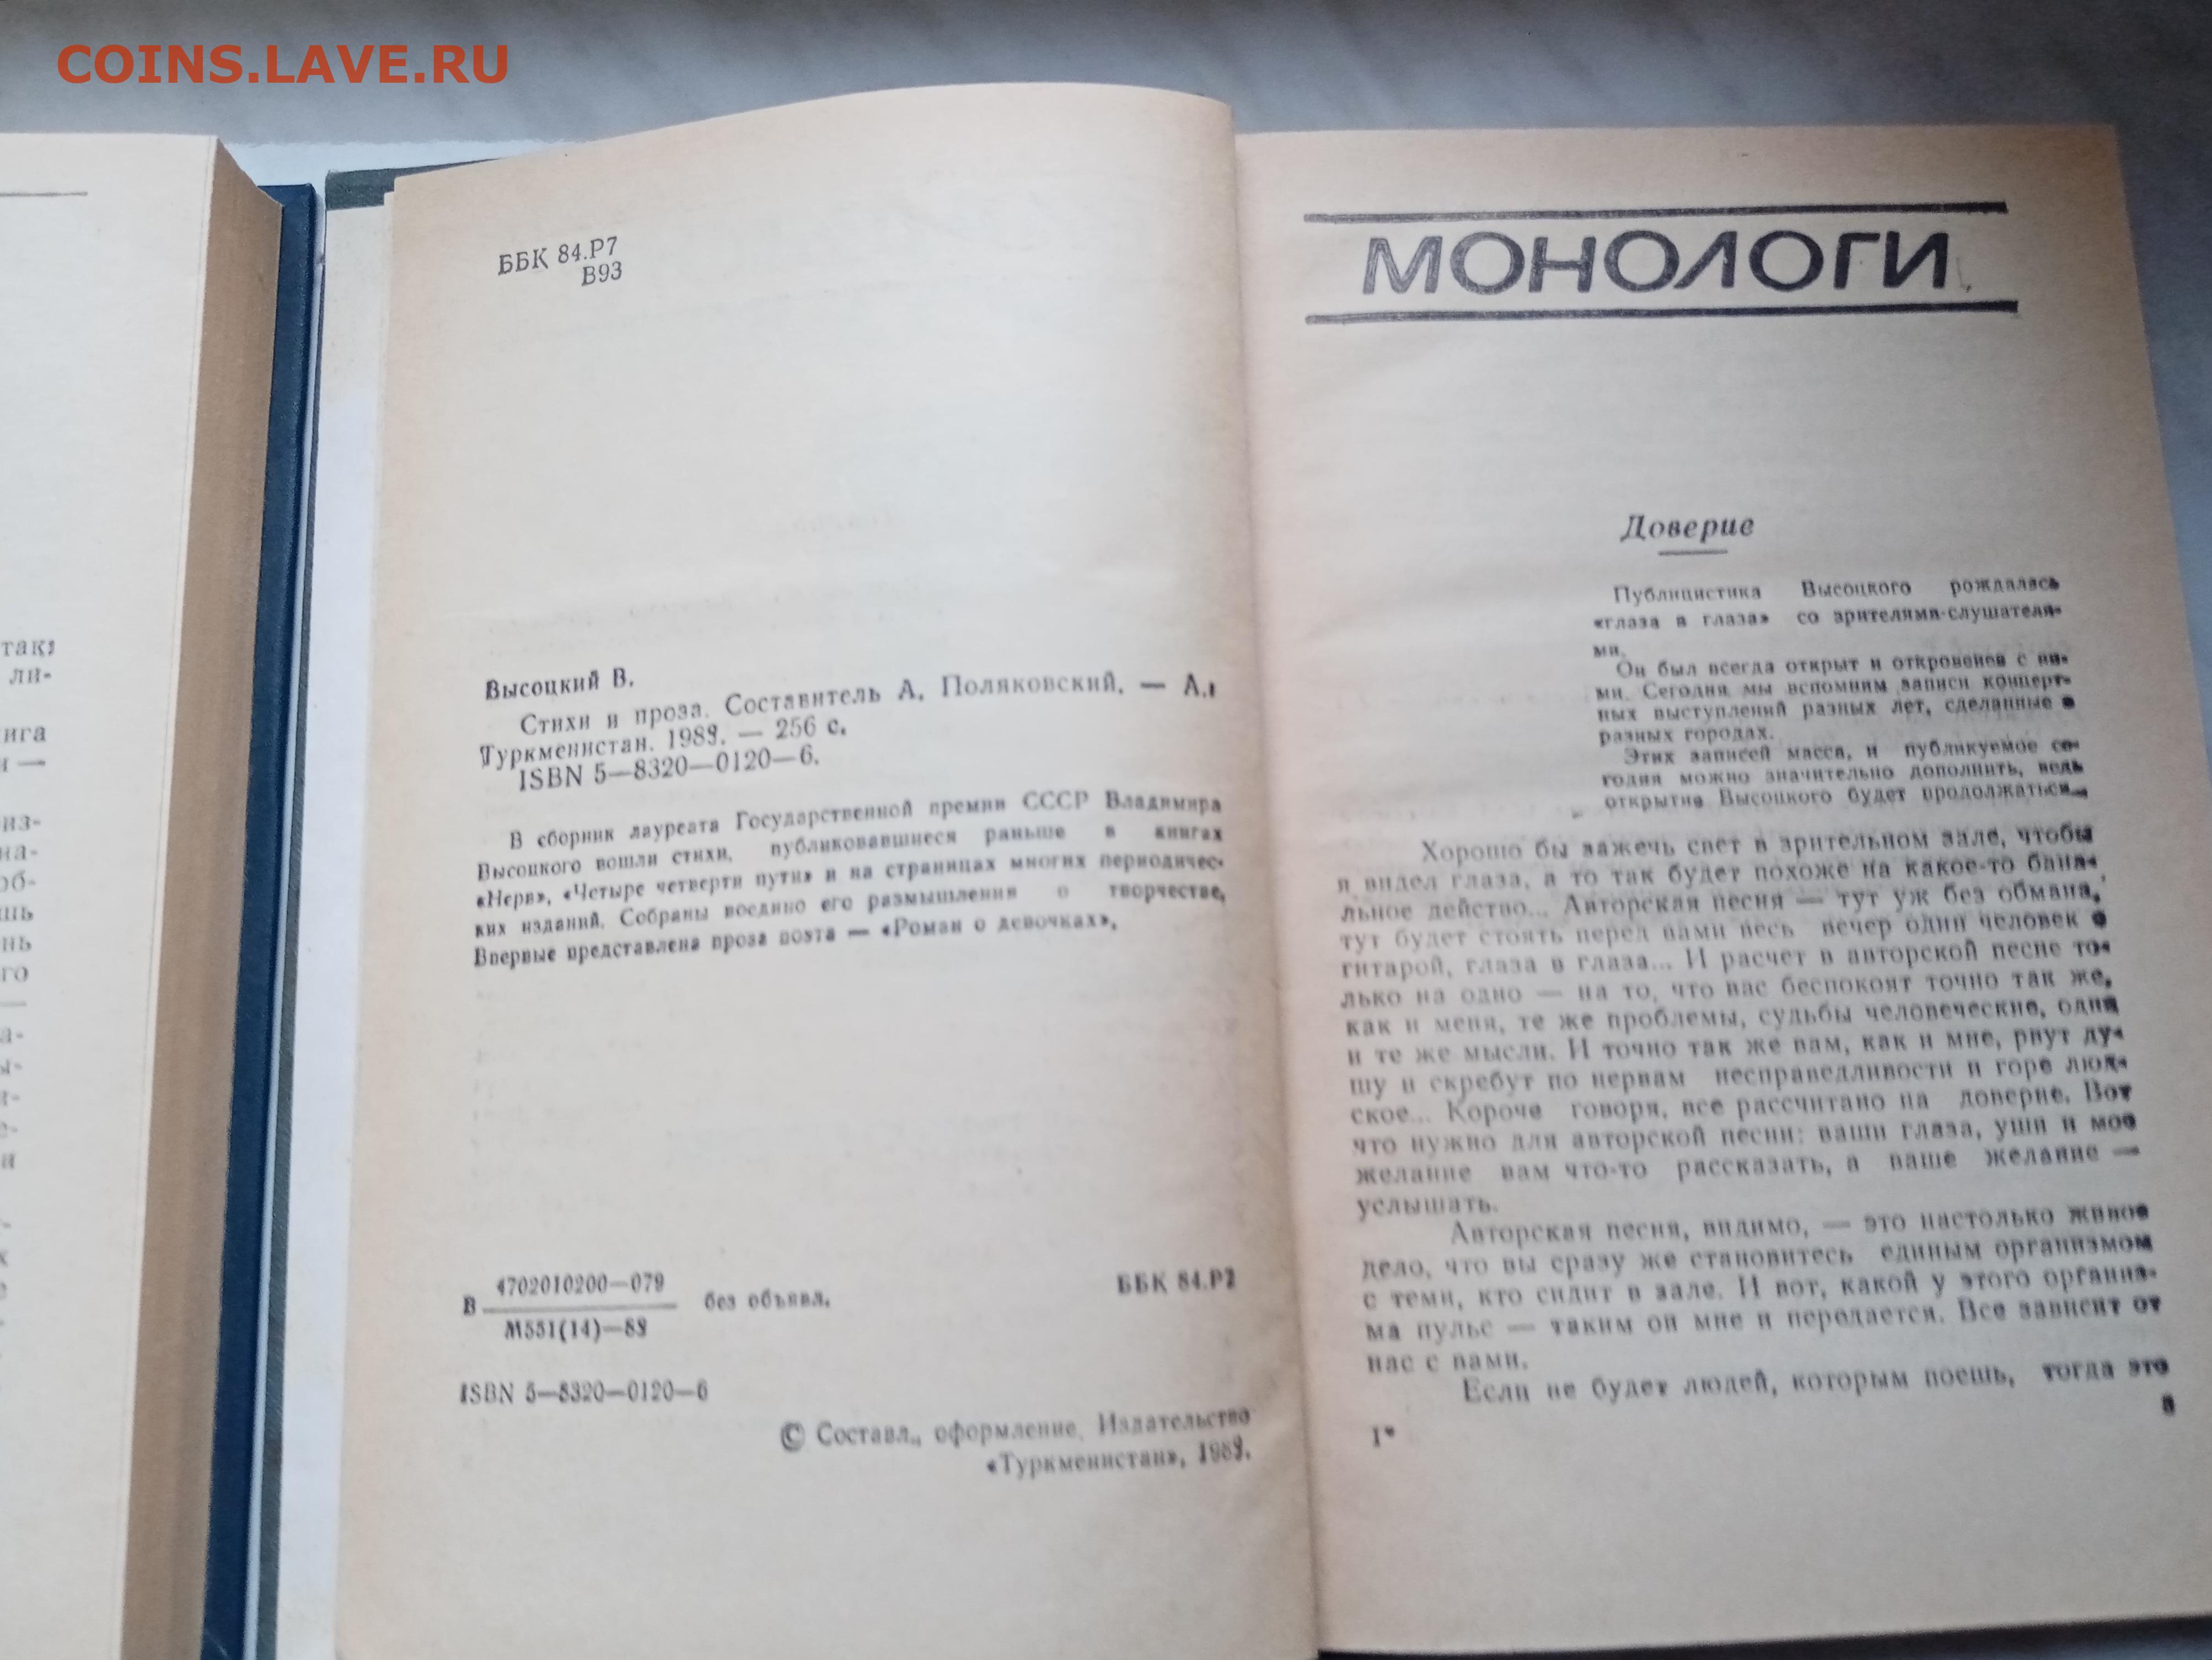 COINS.LAVE.RU
так
ли-
ига
и —
из-
на-
об-
шь
нь
го
—
а-
ы-
и
ББК 84.Р7
В93
Высоцкий В.
Стихи и проза. Составитель А. Поляковский. — А.:
Туркменистан. 1989. — 256 с.
ISBN 5—8320—0120—6.
В сборник лауреата Государственной премии СССР Владимира
Высоцкого вошли стихи, публиковавшиеся раньше в книгах
«Нерв», «Четыре четверти пути» и на страницах многих периодичес-
ких изданий. Собраны воедино его размышления о творчестве.
Впервые представлена проза поэта — «Роман о девочках».
В 4702010200—079 без объявл.
М551(14)—89
ББК 84.Р7
ISBN 5—8320—0120—6
© Составл., оформление. Издательство
«Туркменистан», 1989.
МОНОЛОГИ
Доверие
Публицистика Высоцкого рождалась
«глаза в глаза» со зрителями-слушателя-
ми.
Он был всегда открыт и откровенен с ни-
ми. Сегодня мы вспомним записи концерт-
ных выступлений разных лет, сделанные в
разных городах.
Этих записей масса, и публикуемое се-
годня можно значительно дополнить, ведь
открытие Высоцкого будет продолжаться...
Хорошо бы зажечь свет в зрительном зале, чтобы
я видел глаза, а то так будет похоже на какое-то бана-
льное действо... Авторская песня — тут уж без обмана,
тут будет стоять перед вами весь вечер один человек с
гитарой, глаза в глаза... И расчет в авторской песне то-
лько на одно — на то, что вас беспокоят точно так же,
как и меня, те же проблемы, судьбы человеческие, одни
и те же мысли. И точно так же вам, как и мне, рвут ду-
шу и скребут по нервам несправедливости и горе люд-
ское... Короче говоря, все рассчитано на доверие. Вот
что нужно для авторской песни: ваши глаза, уши и мое
желание вам что-то рассказать, а ваше желание —
услышать.
Авторская песня, видимо, — это настолько живое
дело, что вы сразу же становитесь единым организмом
с теми, кто сидит в зале. И вот, какой у этого организ-
ма пульс — таким он мне и передается. Все зависит от
нас с вами.
Если не будет людей, которым поешь, тогда это
1*